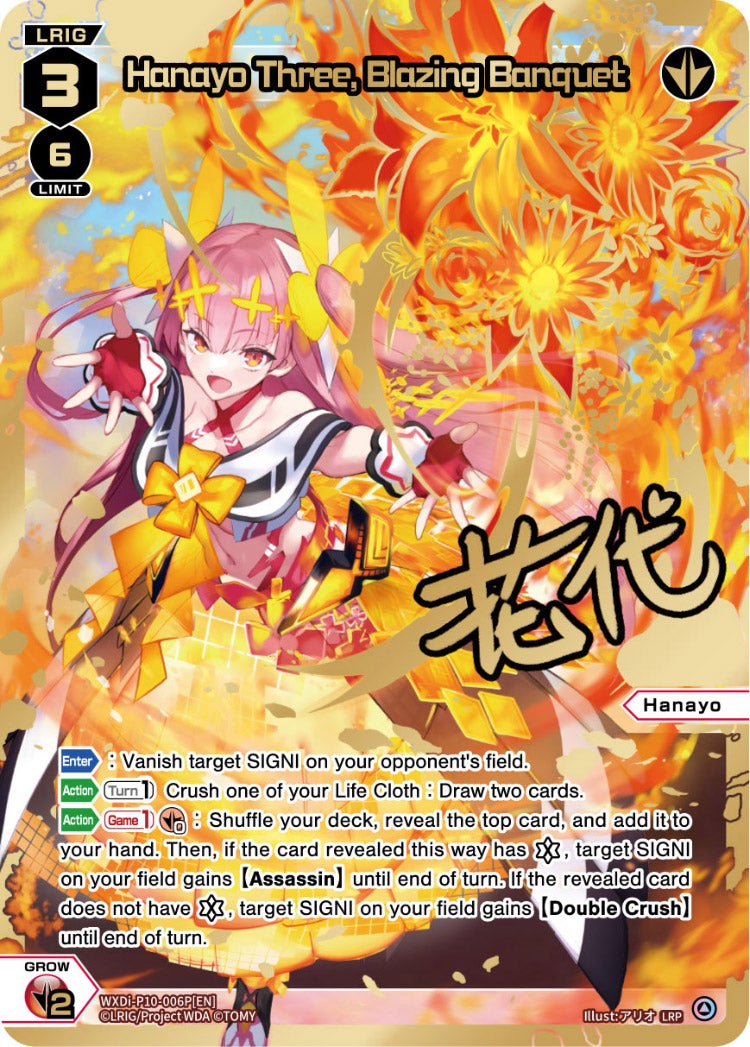 LRIG
3
Hanayo Three, Blazing Banquet
6
LIMIT
花代
Hanayo
Enter : Vanish target SIGNI on your opponent's field.
Action Turn 1 Crush one of your Life Cloth : Draw two cards.
Action Game 1 0 : Shuffle your deck, reveal the top card, and add it to
your hand. Then, if the card revealed this way has , target SIGNI
on your field gains 【Assassin】 until end of turn. If the revealed card
does not have , target SIGNI on your field gains 【Double Crush】
until end of turn.
GROW
2
WXDi-P10-006P[EN]
©LRIG/Project WDA ©TOMY
Illust:アリオ LRP